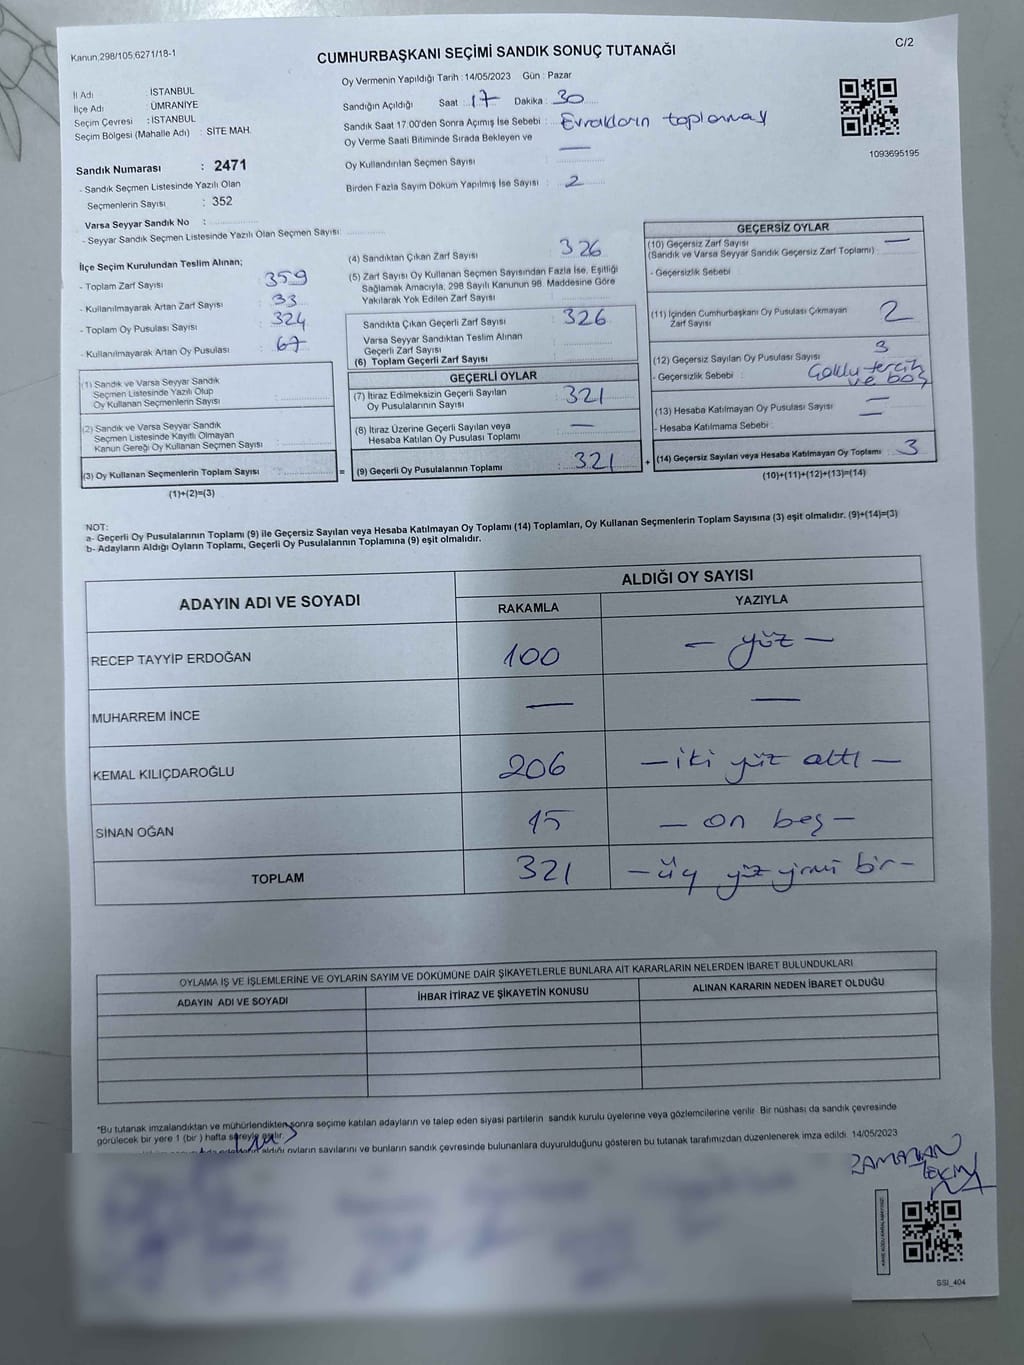 Kanun.298/105,6271/18-1
CUMHURBAŞKANI SEÇİMİ SANDIK SONUÇ TUTANAĞI
C/2
İl Adı : İSTANBUL
İlçe Adı : ÜMRANİYE
Seçim Çevresi : İSTANBUL
Seçim Bölgesi (Mahalle Adı) : SİTE MAH.
Sandık Numarası : 2471
- Sandık Seçmen Listesinde Yazılı Olan
Seçmenlerin Sayısı : 352
Varsa Seyyar Sandık No :
- Seyyar Sandık Seçmen Listesinde Yazılı Olan Seçmen Sayısı:
Oy Vermenin Yapıldığı Tarih : 14/05/2023 Gün : Pazar
Sandığın Açıldığı Saat : 17 Dakika : 30
Sandık Saat 17:00'den Sonra Açımış İse Sebebi : Evrakların toplanması
Oy Verme Saati Bitiminde Sırada Bekleyen ve
Oy Kullandırılan Seçmen Sayısı : —
Birden Fazla Sayım Döküm Yapılmış İse Sayısı : 2
1093695195
İlçe Seçim Kurulundan Teslim Alınan;
- Toplam Zarf Sayısı : 359
- Kullanılmayarak Artan Zarf Sayısı : 33
- Toplam Oy Pusulası Sayısı : 324
- Kullanılmayarak Artan Oy Pusulası : 67
(1) Sandık ve Varsa Seyyar Sandık
Seçmen Listesinde Yazılı Olup
Oy Kullanan Seçmenlerin Sayısı :
(2) Sandık ve Varsa Seyyar Sandık
Seçmen Listesinde Kayıtlı Olmayan
Kanun Gereği Oy Kullanan Seçmen Sayısı :
(3) Oy Kullanan Seçmenlerin Toplam Sayısı :
(1)+(2)=(3)
(4) Sandıktan Çıkan Zarf Sayısı : 326
(5) Zarf Sayısı Oy Kullanan Seçmen Sayısından Fazla İse, Eşitliği
Sağlamak Amacıyla, 298 Sayılı Kanunun 98. Maddesine Göre
Yakılarak Yok Edilen Zarf Sayısı :
Sandıkta Çıkan Geçerli Zarf Sayısı : 326
Varsa Seyyar Sandıktan Teslim Alınan
Geçerli Zarf Sayısı :
(6) Toplam Geçerli Zarf Sayısı :
GEÇERLİ OYLAR
(7) İtiraz Edilmeksizin Geçerli Sayılan
Oy Pusulalarının Sayısı : 321
(8) İtiraz Üzerine Geçerli Sayılan veya
Hesaba Katılan Oy Pusulası Toplamı : —
= (9) Geçerli Oy Pusulalarının Toplamı : 321
GEÇERSİZ OYLAR
(10) Geçersiz Zarf Sayısı
(Sandık ve Varsa Seyyar Sandık Geçersiz Zarf Toplamı) : —
- Geçersizlik Sebebi
(11) İçinden Cumhurbaşkanı Oy Pusulası Çıkmayan
Zarf Sayısı 2
(12) Geçersiz Sayılan Oy Pusulası Sayısı : 3
- Geçersizlik Sebebi : Çoklu tercih
ve boş
(13) Hesaba Katılmayan Oy Pusulası Sayısı : —
- Hesaba Katılmama Sebebi : —
+ (14) Geçersiz Sayılan veya Hesaba Katılmayan Oy Toplamı : 3
(10)+(11)+(12)+(13)=(14)
NOT:
a- Geçerli Oy Pusulalarının Toplamı (9) ile Geçersiz Sayılan veya Hesaba Katılmayan Oy Toplamı (14) Toplamları, Oy Kullanan Seçmenlerin Toplam Sayısına (3) eşit olmalıdır. (9)+(14)=(3)
b- Adayların Aldığı Oyların Toplamı, Geçerli Oy Pusulalarının Toplamına (9) eşit olmalıdır.
ADAYIN ADI VE SOYADI
ALDIĞI OY SAYISI
RAKAMLA YAZIYLA
RECEP TAYYİP ERDOĞAN 100 — yüz —
MUHARREM İNCE — —
KEMAL KILIÇDAROĞLU 206 — iki yüz altı —
SİNAN OĞAN 15 — on beş —
TOPLAM 321 — üç yüz yirmi bir —
OYLAMA İŞ VE İŞLEMLERİNE VE OYLARIN SAYIM VE DÖKÜMÜNE DAİR ŞİKAYETLERLE BUNLARA AİT KARARLARIN NELERDEN İBARET BULUNDUKLARI
ADAYIN ADI VE SOYADI İHBAR İTİRAZ VE ŞİKAYETİN KONUSU ALINAN KARARIN NEDEN İBARET OLDUĞU
*Bu tutanak imzalandıktan ve mühürlendikten sonra seçime katılan adayların ve talep eden siyasi partilerin sandık kurulu üyelerine veya gözlemcilerine verilir. Bir nüshası da sandık çevresinde
görülecek bir yere 1 (bir ) hafta süreyle asılır.
aldığı oyların sayılarını ve bunların sandık çevresinde bulunanlara duyurulduğunu gösteren bu tutanak tarafımızdan düzenlenerek imza edildi. 14/05/2023
SSI_404